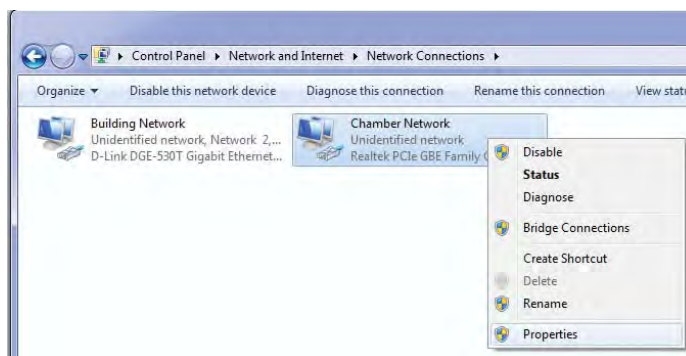 Control Panel Network and Internet Network Connections
Organize Disable this network device Diagnose this connection Rename this connection View stat
Building Network
Unidentified network, Network 2,...
D-Link DGE-530T Gigabit Ethernet...
Chamber Network
Unidentified network
Realtek PCIe GBE Family
Disable
Status
Diagnose
Bridge Connections
Create Shortcut
Delete
Rename
Properties